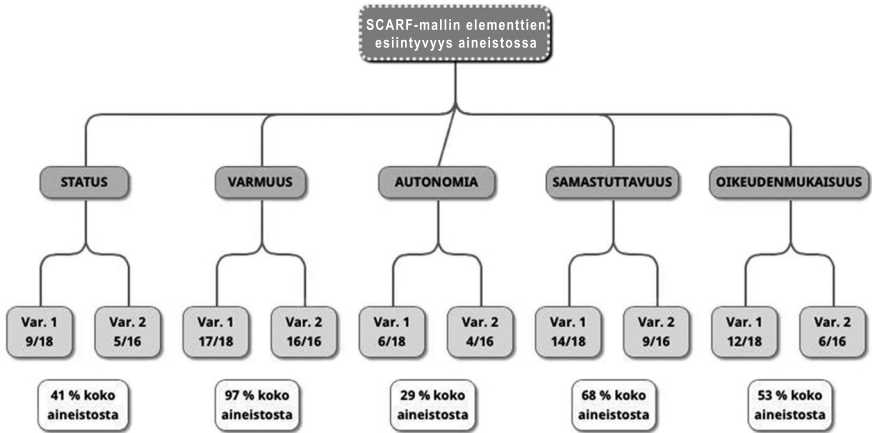 SCARF-mallin elementtien
esiintyvyys aineistossa
STATUS
VARMUUS
AUTONOMIA
SAMASTUTTAVUUS
OIKEUDENMUKAISUUS
Var. 1
9/18
Var. 2
5/16
Var. 1
17/18
Var. 2
16/16
Var. 1
6/18
Var. 2
4/16
Var. 1
14/18
Var. 2
9/16
Var. 1
12/18
Var. 2
6/16
41 % koko
aineistosta
97 % koko
aineistosta
29 % koko
aineistosta
68 % koko
aineistosta
53 % koko
aineistosta